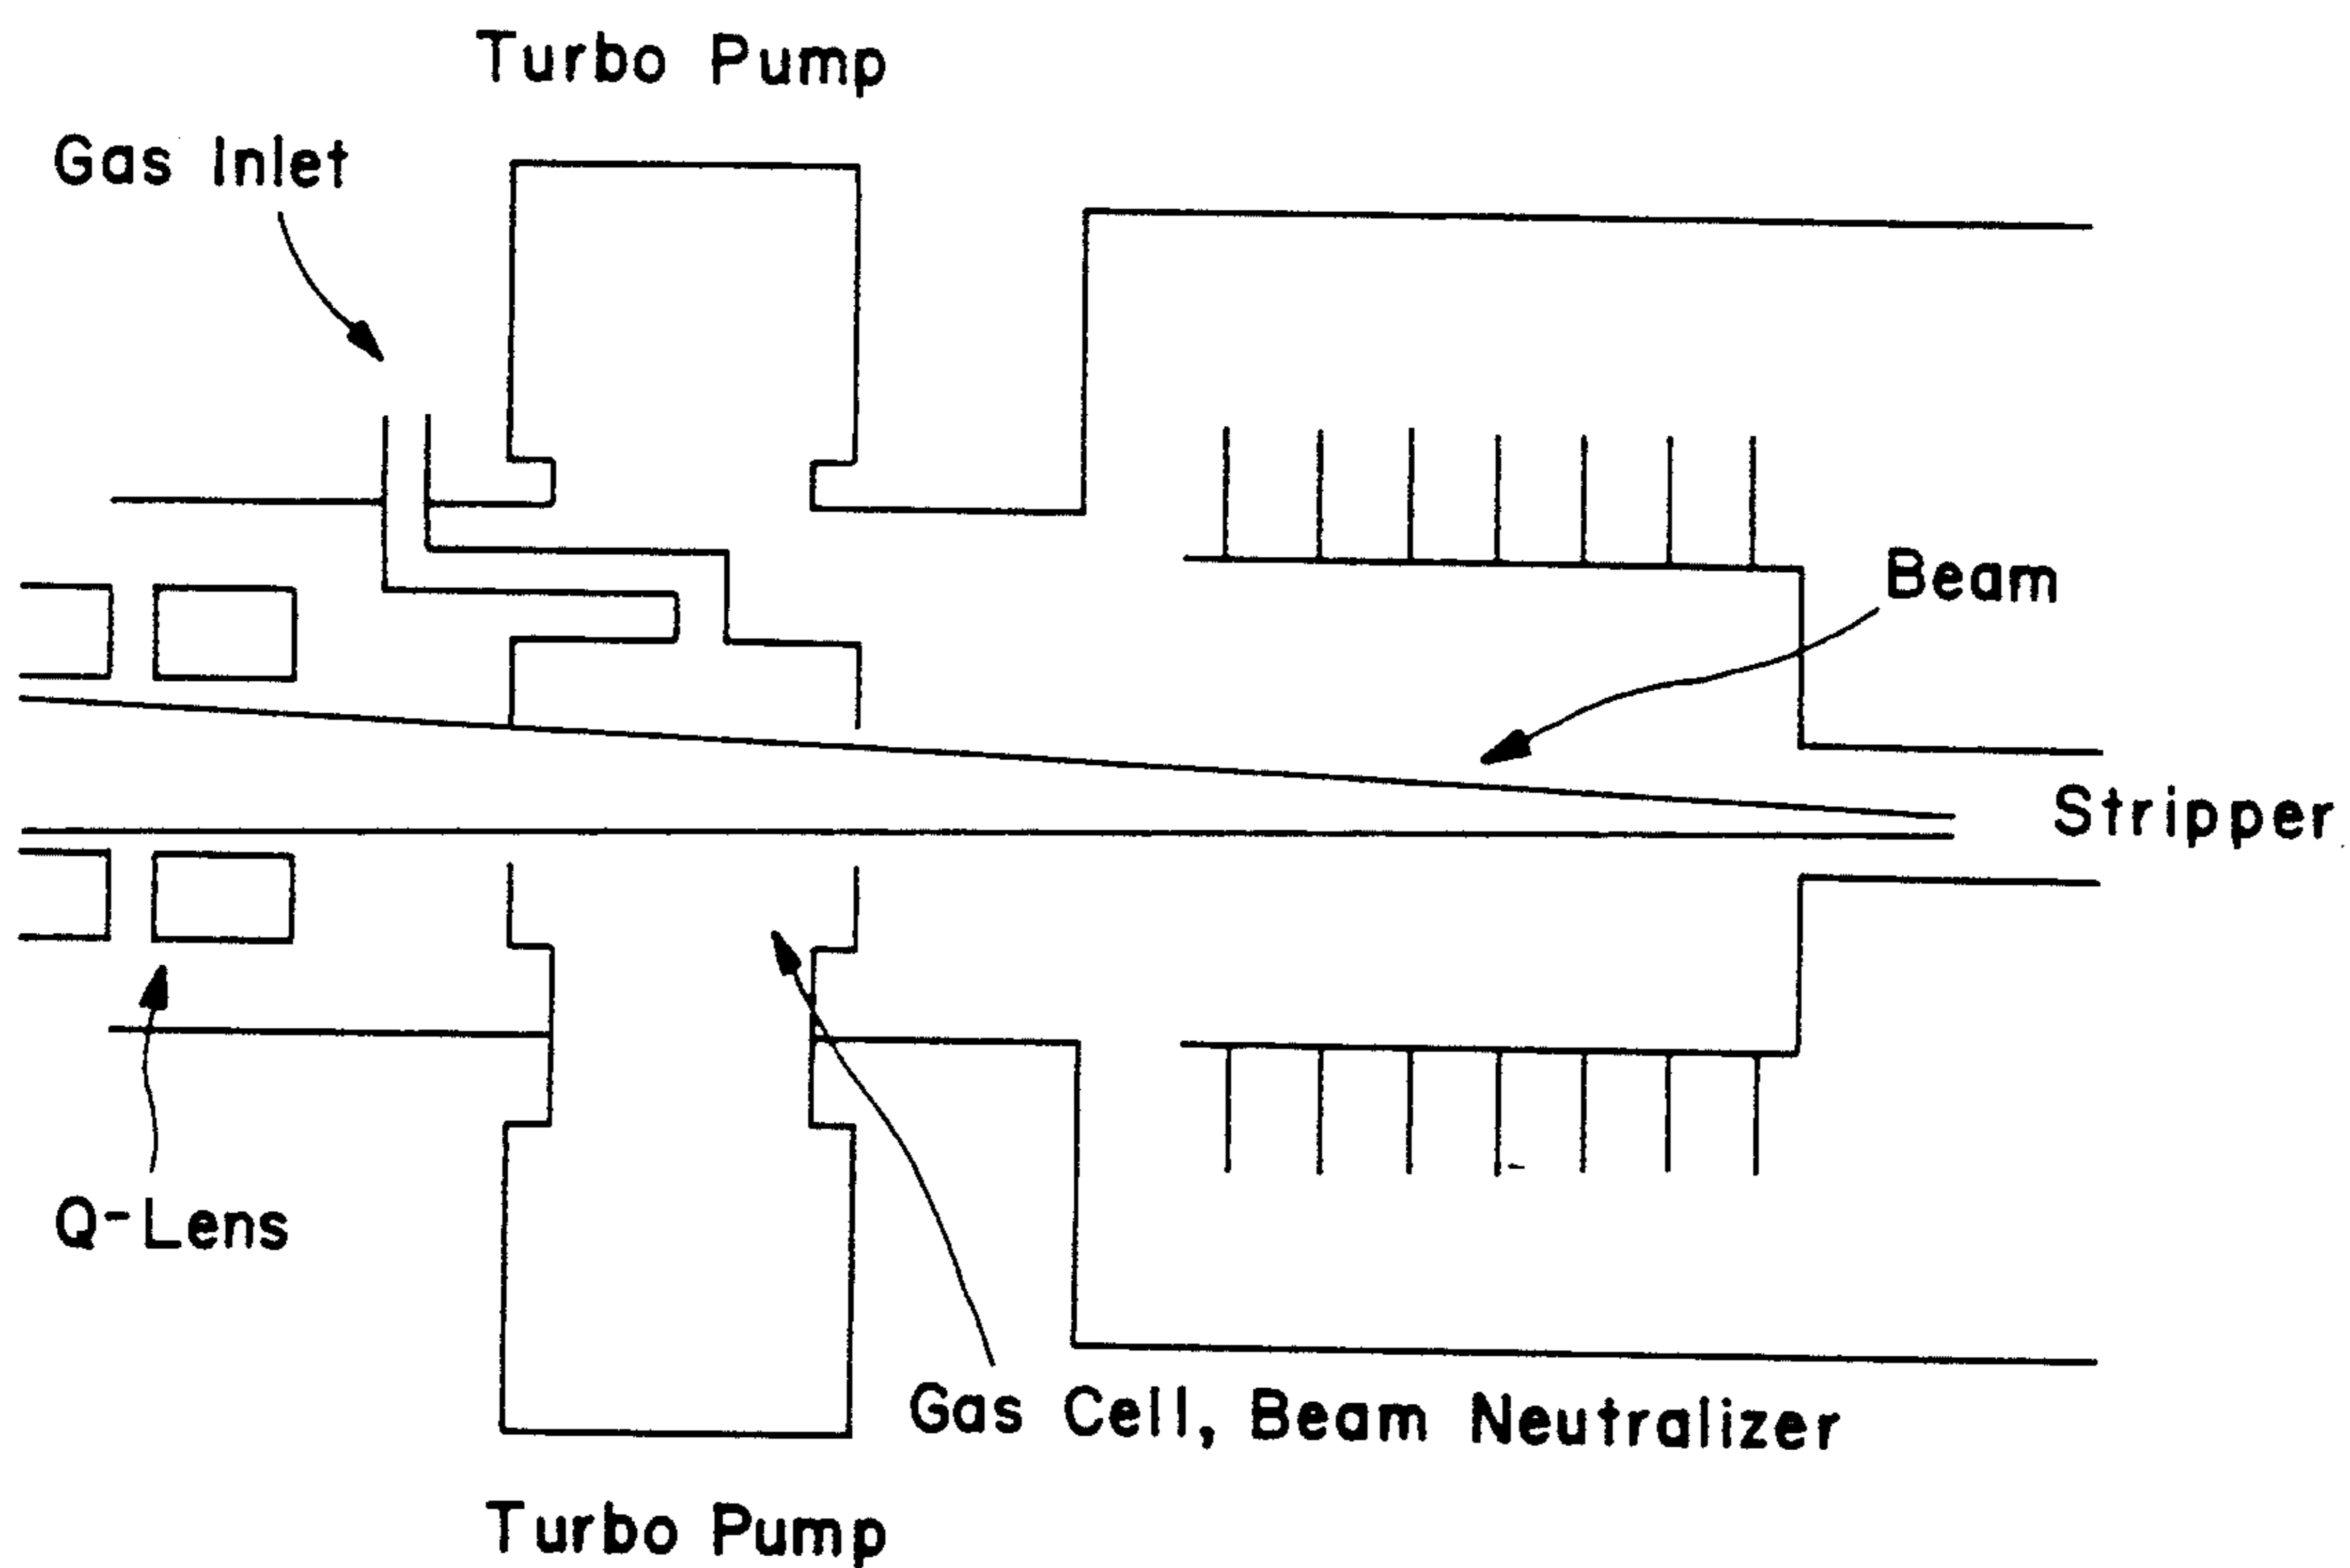 Turbo Pump
Gas Inlet
Beam
Stripper
Q-Lens
Gas Cell, Beam Neutralizer
Turbo Pump